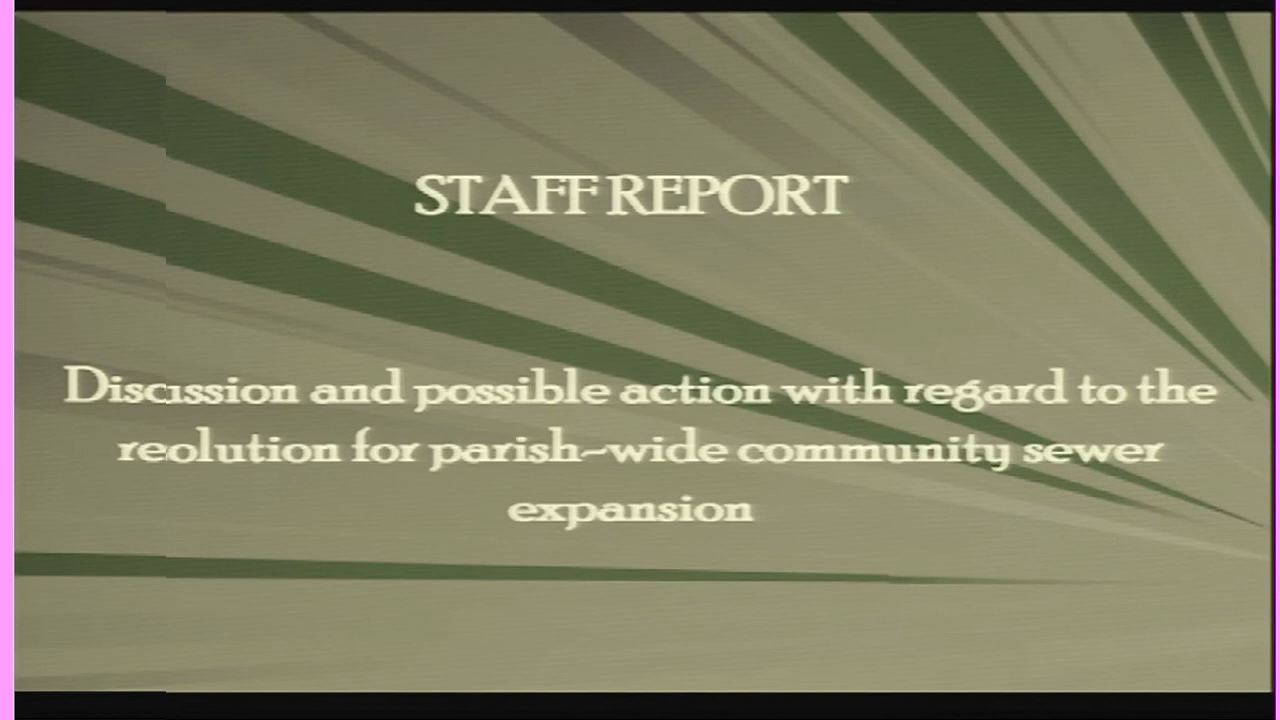 STAFF REPORT
Discussion and possible action with regard to the
reolution for parish-wide community sewer
expansion